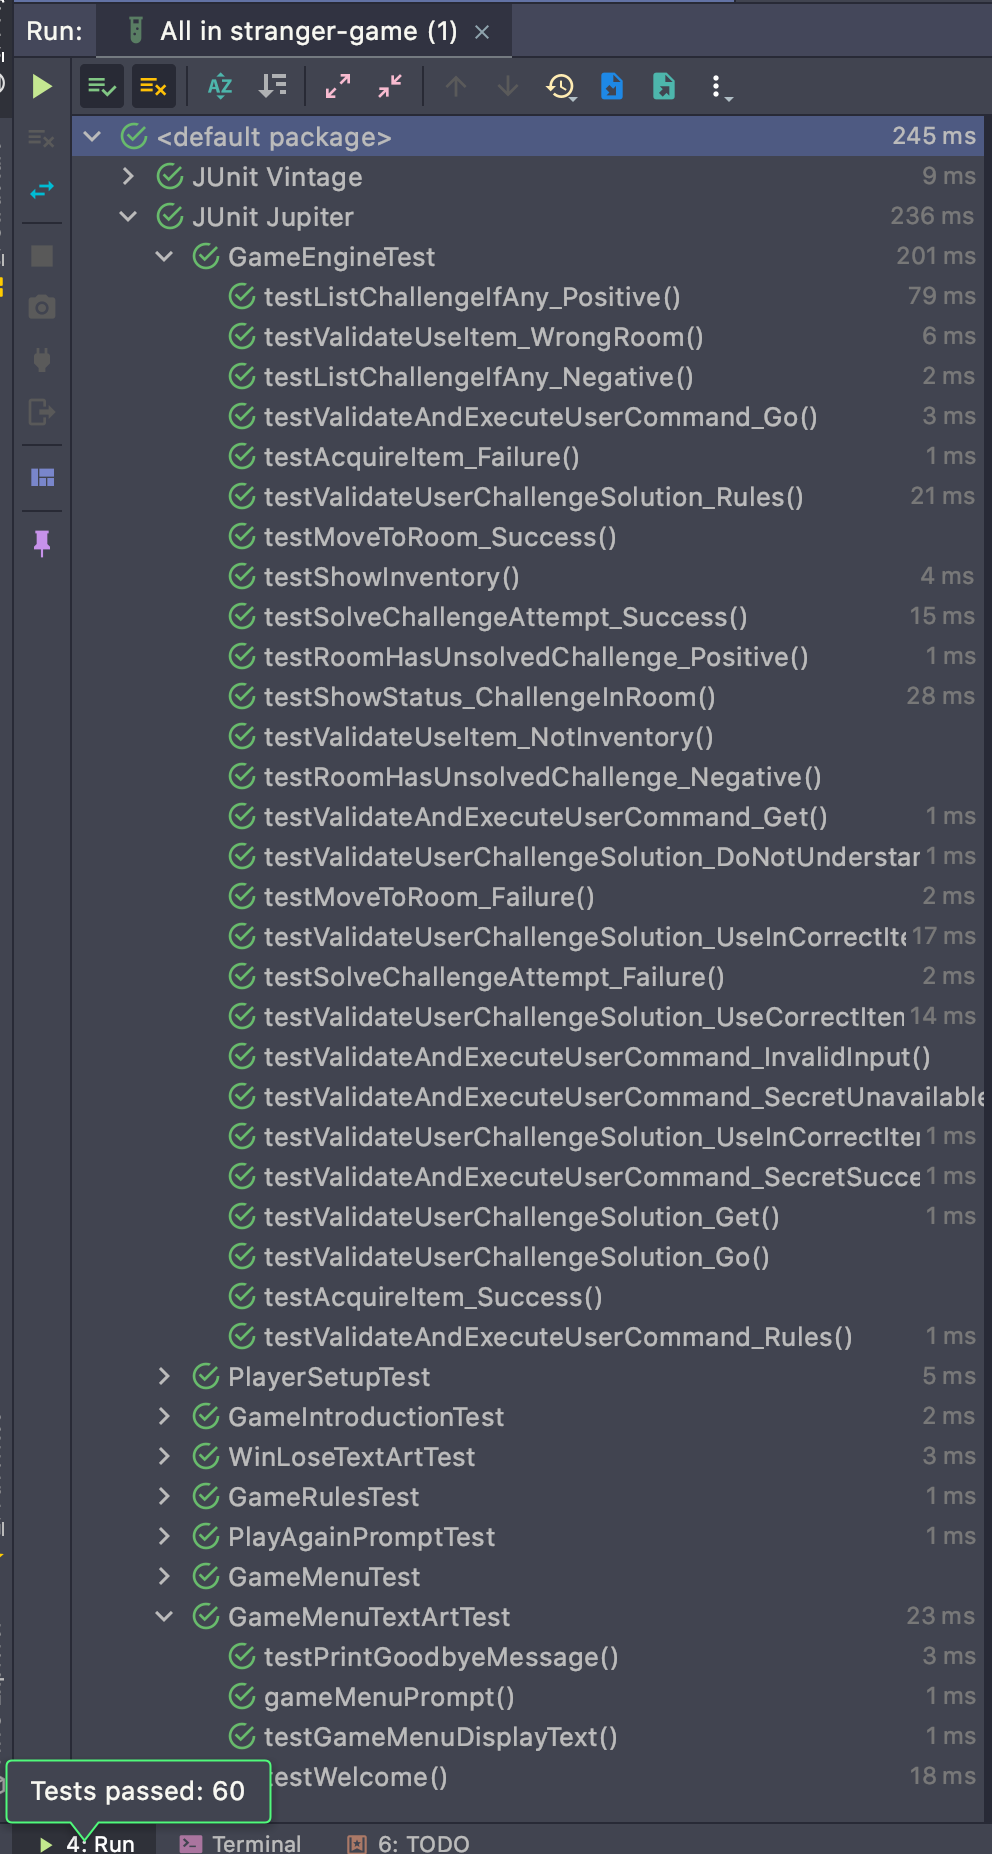 Run: All in stranger-game (1)
<default package> 245 ms
JUnit Vintage 9 ms
JUnit Jupiter 236 ms
GameEngineTest 201 ms
testListChallengeIfAny_Positive() 79 ms
testValidateUseItem_WrongRoom() 6 ms
testListChallengeIfAny_Negative() 2 ms
testValidateAndExecuteUserCommand_Go() 3 ms
testAcquireItem_Failure() 1 ms
testValidateUserChallengeSolution_Rules() 21 ms
testMoveToRoom_Success()
testShowInventory() 4 ms
testSolveChallengeAttempt_Success() 15 ms
testRoomHasUnsolvedChallenge_Positive() 1 ms
testShowStatus_ChallengeInRoom() 28 ms
testValidateUseItem_NotInventory()
testRoomHasUnsolvedChallenge_Negative()
testValidateAndExecuteUserCommand_Get() 1 ms
testValidateUserChallengeSolution_DoNotUnderstar 1 ms
testMoveToRoom_Failure() 2 ms
testValidateUserChallengeSolution_UseInCorrectIte 17 ms
testSolveChallengeAttempt_Failure() 2 ms
testValidateUserChallengeSolution_UseCorrectIten 14 ms
testValidateAndExecuteUserCommand_InvalidInput()
testValidateAndExecuteUserCommand_SecretUnavailable
testValidateUserChallengeSolution_UseInCorrectIter 1 ms
testValidateAndExecuteUserCommand_SecretSucce 1 ms
testValidateUserChallengeSolution_Get() 1 ms
testValidateUserChallengeSolution_Go()
testAcquireItem_Success()
testValidateAndExecuteUserCommand_Rules() 1 ms
PlayerSetupTest 5 ms
GameIntroductionTest 2 ms
WinLoseTextArtTest 3 ms
GameRulesTest 1 ms
PlayAgainPromptTest 1 ms
GameMenuTest
GameMenuTextArtTest 23 ms
testPrintGoodbyeMessage() 3 ms
gameMenuPrompt() 1 ms
testGameMenuDisplayText() 1 ms
testWelcome() 18 ms
Tests passed: 60
4: Run Terminal 6: TODO